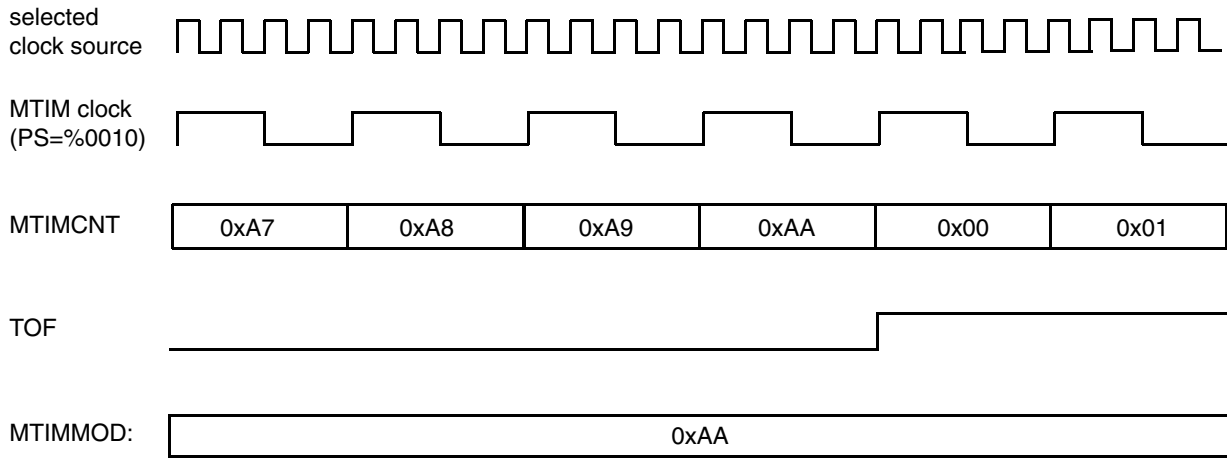 selected
clock source
MTIM clock
(PS=%0010)
MTIMCNT 0xA7 0xA8 0xA9 0xAA 0x00 0x01
TOF
MTIMMOD: 0xAA